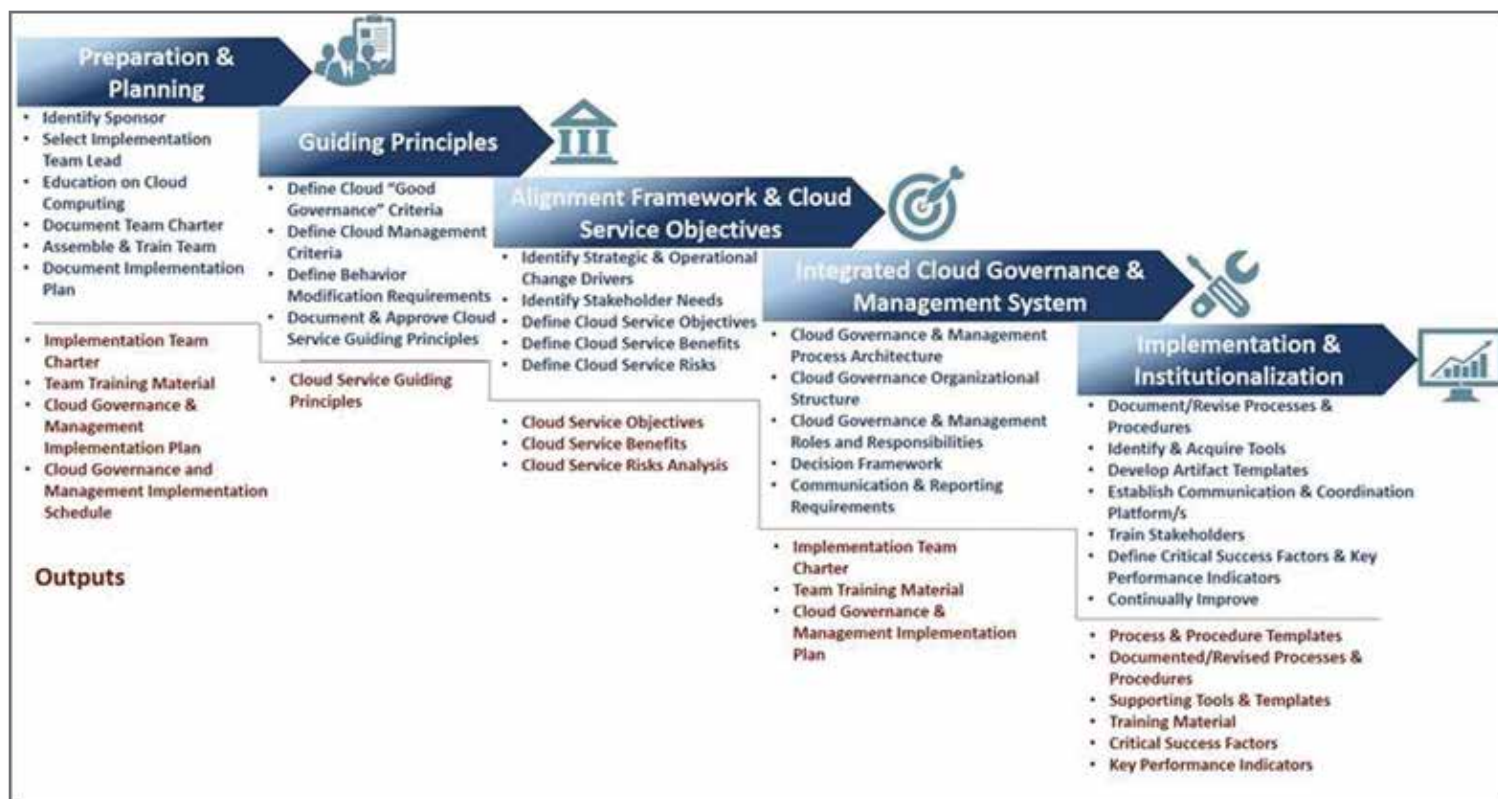 Preparation &
Planning
• Identify Sponsor
• Select Implementation
Team Lead
• Education on Cloud
Computing
• Document Team Charter
• Assemble & Train Team
• Document Implementation
Plan
• Implementation Team
Charter
• Team Training Material
• Cloud Governance &
Management
Implementation Plan
• Cloud Governance and
Management Implementation
Schedule
Outputs
Guiding Principles
• Define Cloud “Good
Governance” Criteria
• Define Cloud Management
Criteria
• Define Behavior
Modification Requirements
• Document & Approve Cloud
Service Guiding Principles
• Cloud Service Guiding
Principles
Alignment Framework & Cloud
Service Objectives
• Identify Strategic & Operational
Change Drivers
• Identify Stakeholder Needs
• Define Cloud Service Objectives
• Define Cloud Service Benefits
• Define Cloud Service Risks
• Cloud Service Objectives
• Cloud Service Benefits
• Cloud Service Risks Analysis
Integrated Cloud Governance &
Management System
• Cloud Governance & Management
Process Architecture
• Cloud Governance Organizational
Structure
• Cloud Governance & Management
Roles and Responsibilities
• Decision Framework
• Communication & Reporting
Requirements
• Implementation Team
Charter
• Team Training Material
• Cloud Governance &
Management Implementation
Plan
Implementation &
Institutionalization
• Document/Revise Processes &
Procedures
• Identify & Acquire Tools
• Develop Artifact Templates
• Establish Communication & Coordination
Platform/s
• Train Stakeholders
• Define Critical Success Factors & Key
Performance Indicators
• Continually Improve
• Process & Procedure Templates
• Documented/Revised Processes &
Procedures
• Supporting Tools & Templates
• Training Material
• Critical Success Factors
• Key Performance Indicators